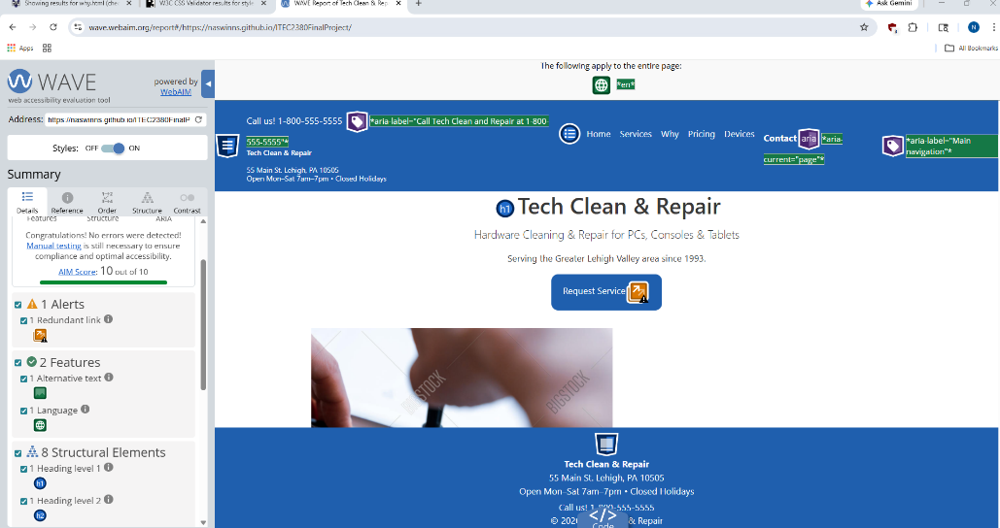 Showing results for why.html (chec
W3C CSS Validator results for style
WAVE Report of Tech Clean & Rep
Ask Gemini
wave.webaim.org/report#/https://naswinns.github.io/ITEC2380FinalProject/
N
Apps
All Bookmarks
WAVE
web accessibility evaluation tool
powered by
WebAIM
Address: https://naswinns.github.io/ITEC2380FinalP
Styles: OFF ON
Summary
Details Reference Order Structure Contrast
Features Structure ARIA
Congratulations! No errors were detected!
Manual testing is still necessary to ensure
compliance and optimal accessibility.
AIM Score: 10 out of 10
1 Alerts
1 Redundant link
2 Features
1 Alternative text
1 Language
8 Structural Elements
1 Heading level 1
h1
1 Heading level 2
h2
The following apply to the entire page:
*en*
Call us! 1-800-555-5555 *aria-label="Call Tech Clean and Repair at 1-800-
555-5555"*
Tech Clean & Repair
55 Main St. Lehigh, PA 10505
Open Mon–Sat 7am–7pm • Closed Holidays
Home Services Why Pricing Devices
Contact aria *aria-
current="page"*
*aria-label="Main
navigation"*
h1 Tech Clean & Repair
Hardware Cleaning & Repair for PCs, Consoles & Tablets
Serving the Greater Lehigh Valley area since 1993.
Request Service
BIGSTOCK
BIGSTOCK
Tech Clean & Repair
55 Main St. Lehigh, PA 10505
Open Mon–Sat 7am–7pm • Closed Holidays
Call us! 1-800-555-5555
</>
Code
& Repair